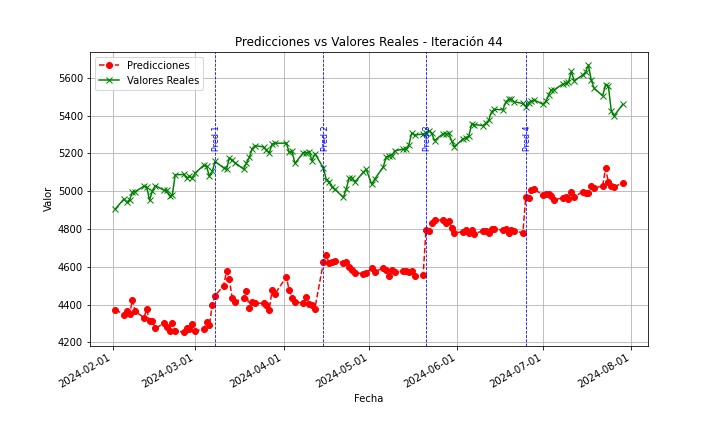 Predicciones vs Valores Reales - Iteración 44
Predicciones
Valores Reales
Valor
5600
5400
5200
5000
4800
4600
4400
4200
Pred 1
Pred 2
Pred 3
Pred 4
2024-02-01
2024-03-01
2024-04-01
2024-05-01
2024-06-01
2024-07-01
2024-08-01
Fecha